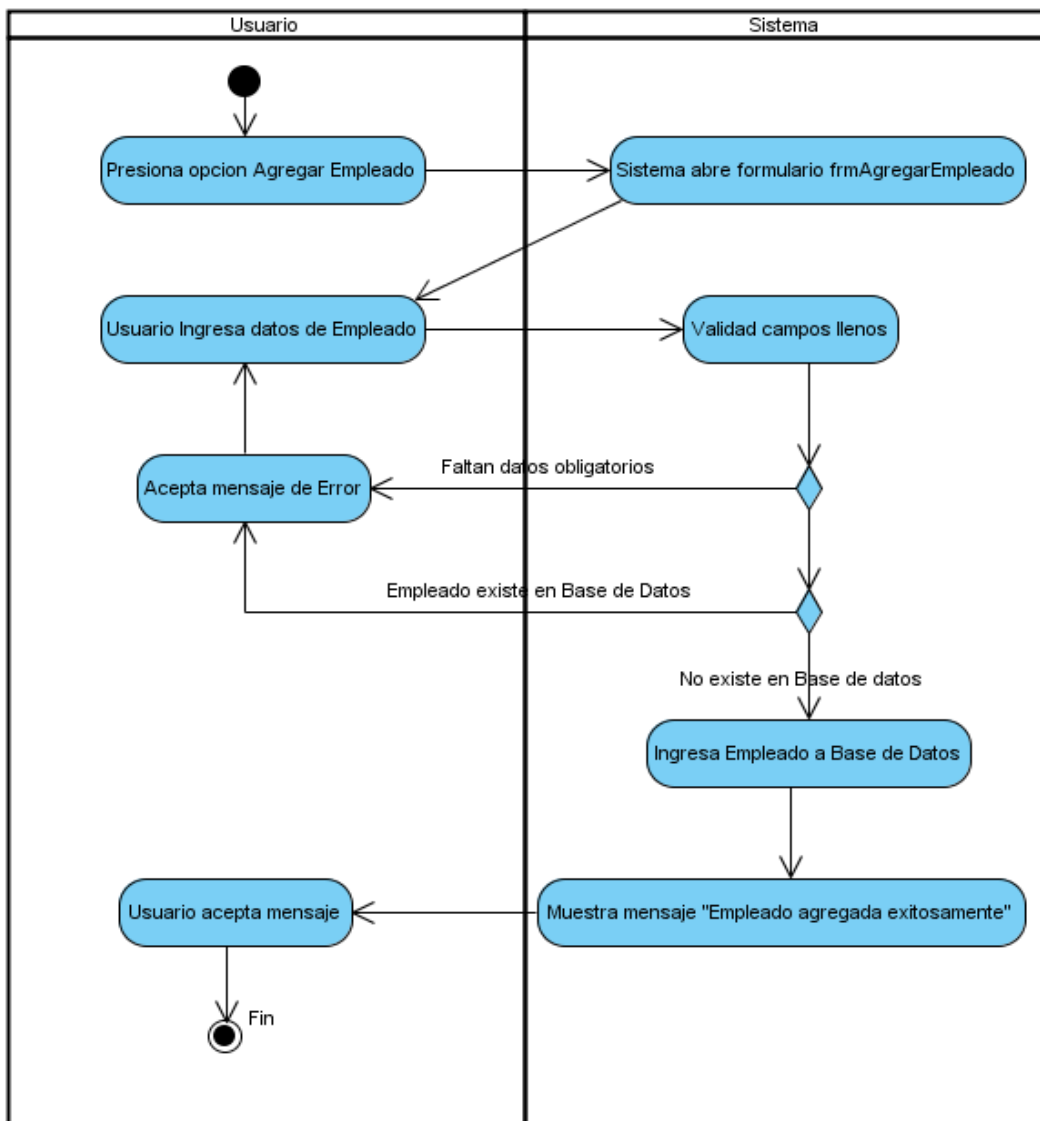 Usuario
Sistema
Presiona opcion Agregar Empleado
Sistema abre formulario frmAgregarEmpleado
Usuario Ingresa datos de Empleado
Validad campos llenos
Faltan datos obligatorios
Acepta mensaje de Error
Empleado existe en Base de Datos
No existe en Base de datos
Ingresa Empleado a Base de Datos
Usuario acepta mensaje
Muestra mensaje "Empleado agregada exitosamente"
Fin